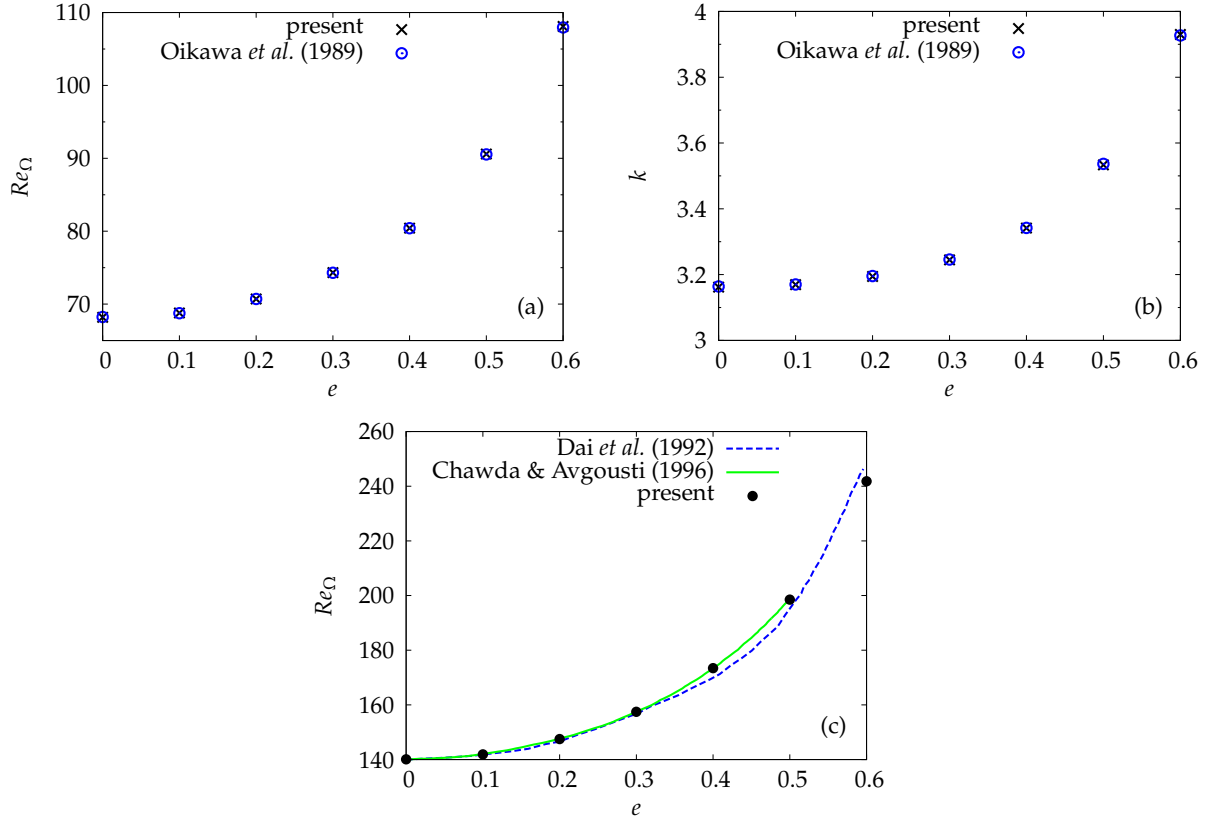 present
Oikawa et al. (1989)
110
100
90
80
70
Re_Ω
(a)
0 0.1 0.2 0.3 0.4 0.5 0.6
e
present
Oikawa et al. (1989)
4
3.8
3.6
3.4
3.2
3
k
(b)
0 0.1 0.2 0.3 0.4 0.5 0.6
e
Dai et al. (1992)
Chawda & Avgousti (1996)
present
260
240
220
200
180
160
140
Re_Ω
(c)
0 0.1 0.2 0.3 0.4 0.5 0.6
e